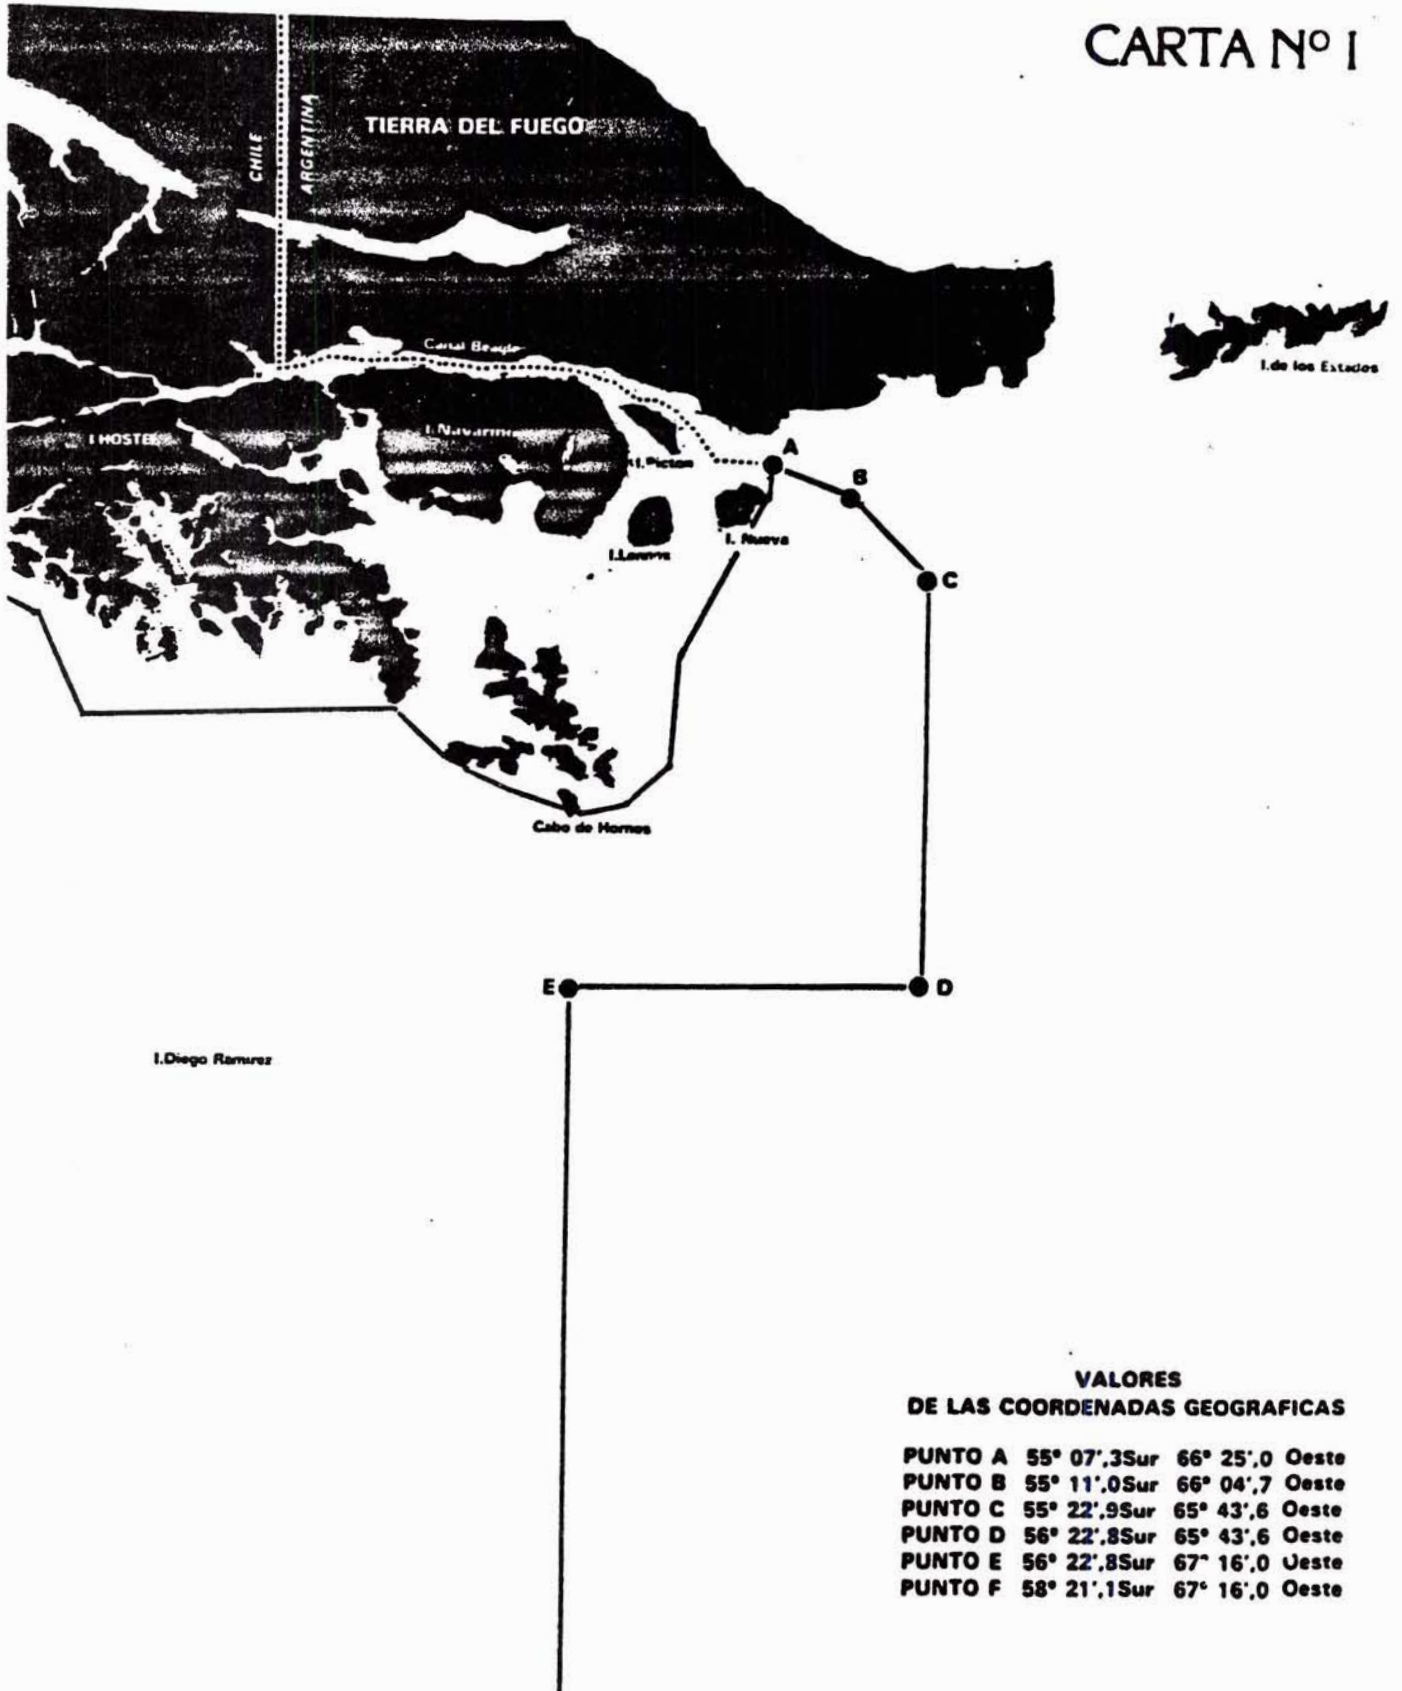 CARTA Nº I
TIERRA DEL FUEGO
CHILE
ARGENTINA
Canal Beagle
I.de los Estados
I.HOSTE
I.Navarino
I.Picton
A
B
I. Nueva
I.Lennox
C
Cabo de Hornos
E
D
I.Diego Ramirez
VALORES
DE LAS COORDENADAS GEOGRAFICAS
PUNTO A 55° 07',3Sur 66° 25',0 Oeste
PUNTO B 55° 11',0Sur 66° 04',7 Oeste
PUNTO C 55° 22',9Sur 65° 43',6 Oeste
PUNTO D 56° 22',8Sur 65° 43',6 Oeste
PUNTO E 56° 22',8Sur 67° 16',0 Oeste
PUNTO F 58° 21',1Sur 67° 16',0 Oeste